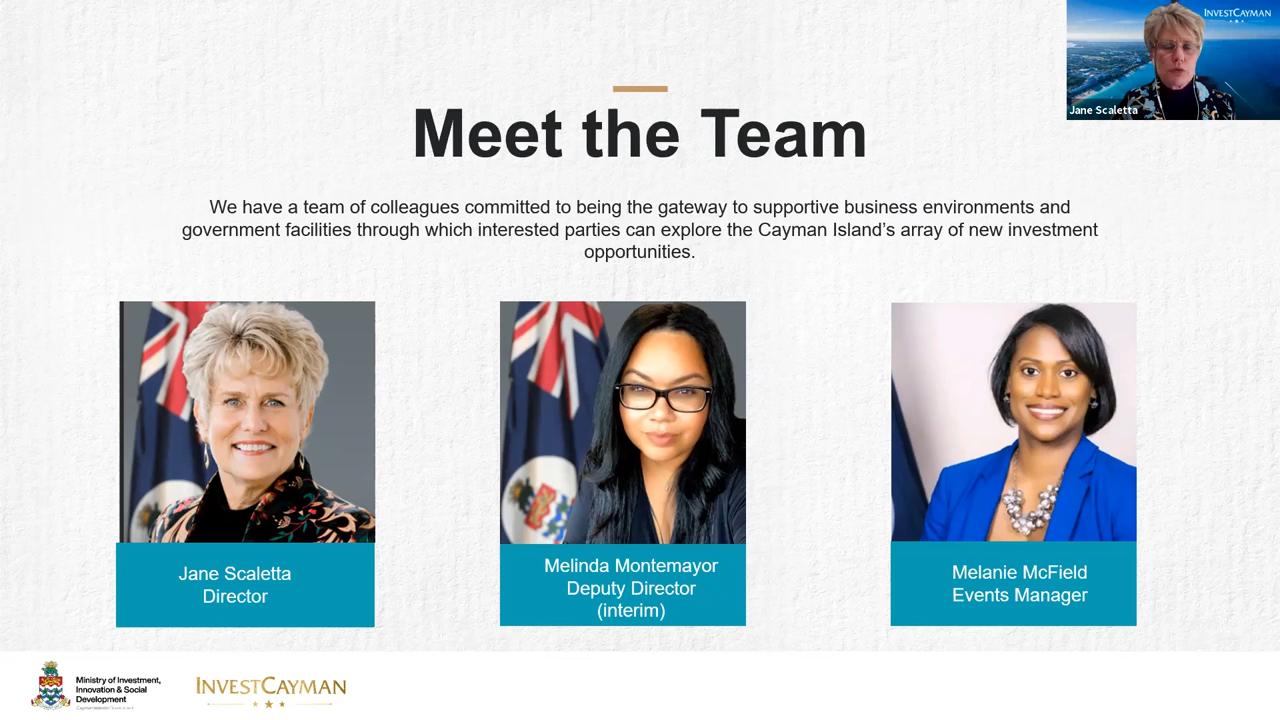 INVESTCAYMAN
Jane Scaletta
Meet the Team
We have a team of colleagues committed to being the gateway to supportive business environments and
government facilities through which interested parties can explore the Cayman Island’s array of new investment
opportunities.
Jane Scaletta
Director
Melinda Montemayor
Deputy Director
(interim)
Melanie McField
Events Manager
Ministry of Investment,
Innovation & Social
Development
INVESTCAYMAN